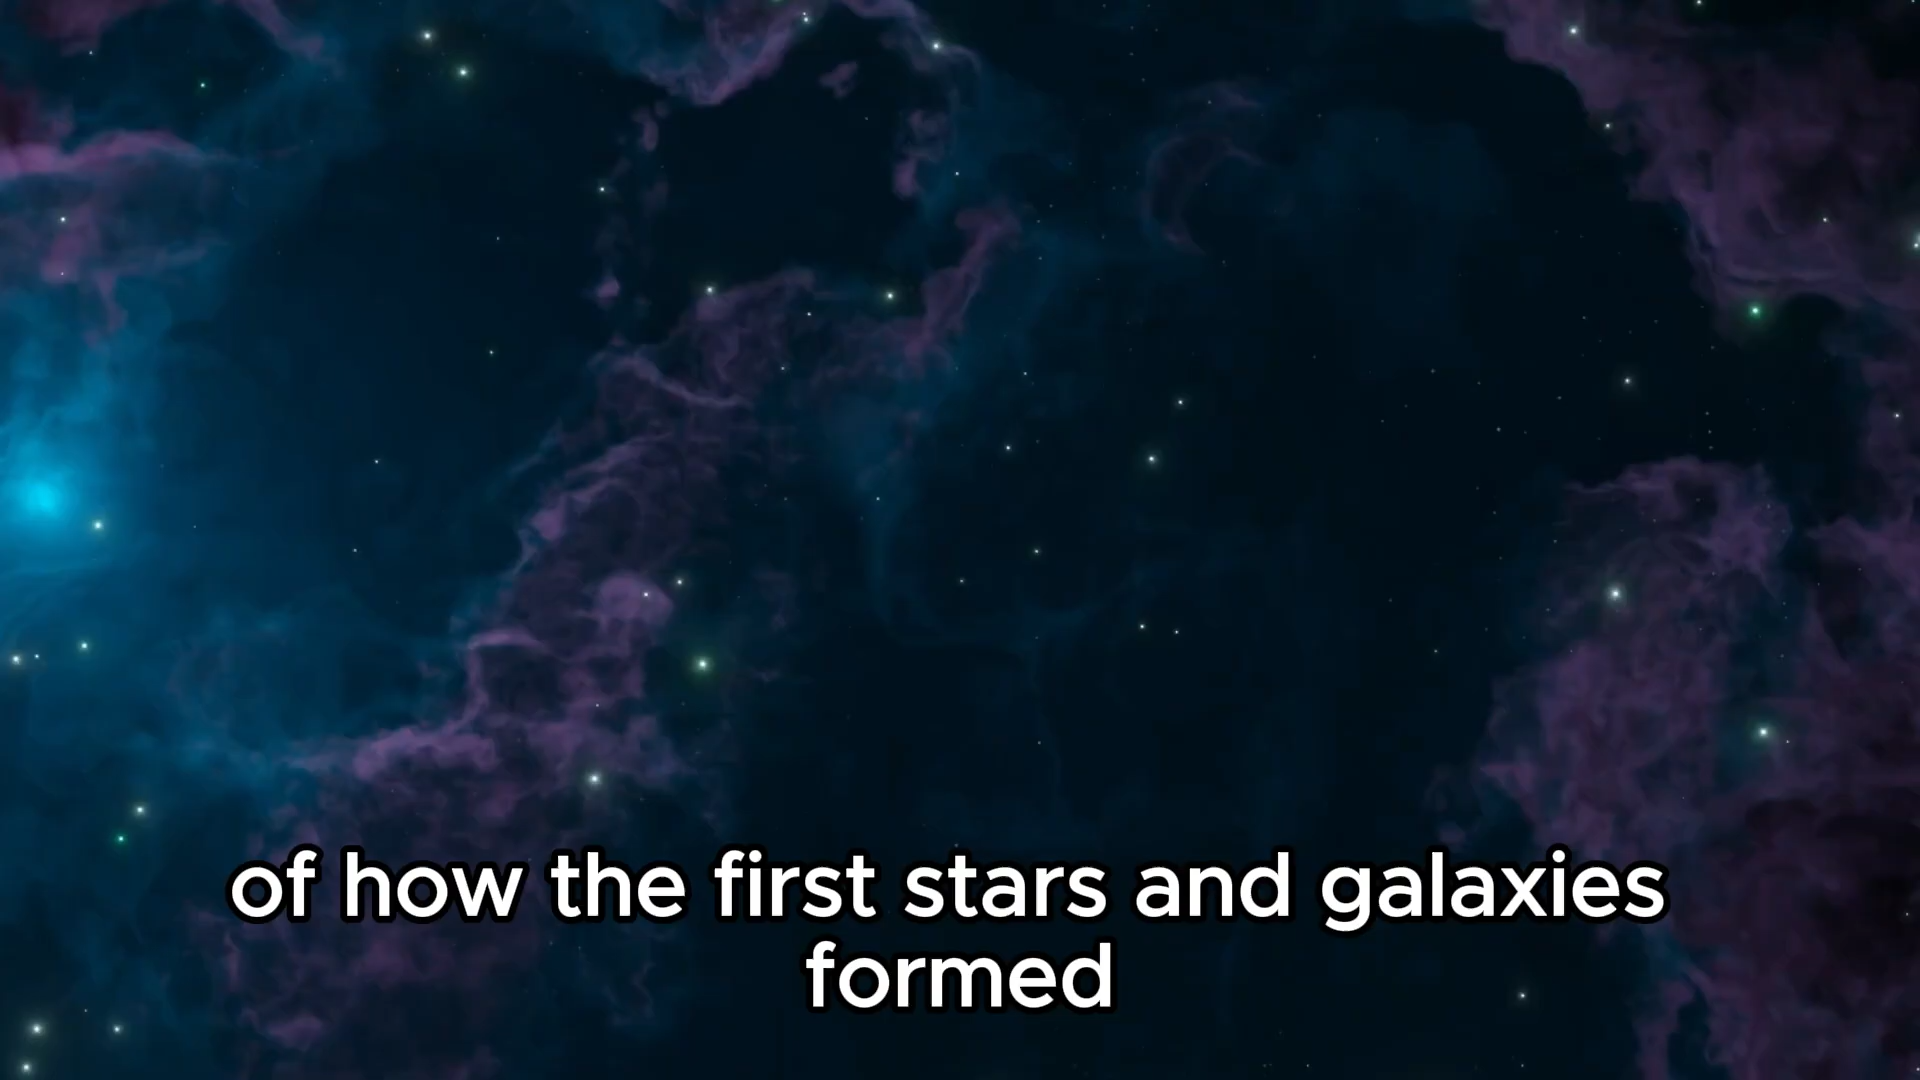 of how the first stars and galaxies
formed